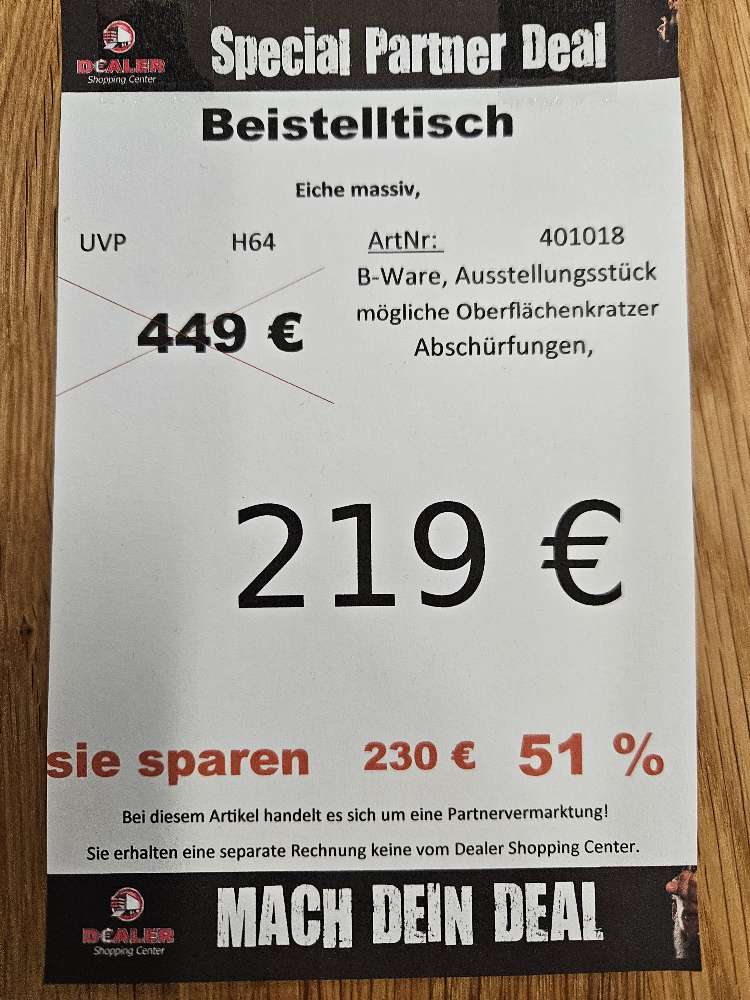 DEALER
Shopping Center
Special Partner Deal
Beistelltisch
Eiche massiv,
UVP H64 ArtNr: 401018
B-Ware, Ausstellungsstück
449 € mögliche Oberflächenkratzer
Abschürfungen,
219 €
sie sparen 230 € 51 %
Bei diesem Artikel handelt es sich um eine Partnervermarktung!
Sie erhalten eine separate Rechnung keine vom Dealer Shopping Center.
D€ALER
Shopping Center
MACH DEIN DEAL